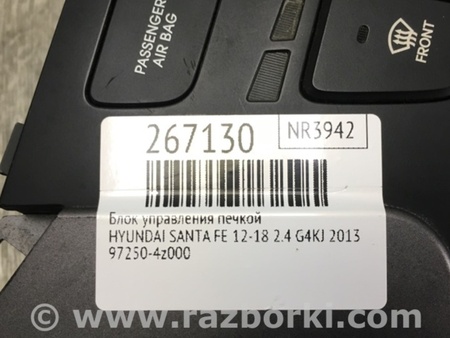 PASSENGER
AIR BAG
FRONT
267130
NR3942
Блок управления печкой
HYUNDAI SANTA FE 12-18 2.4 G4KJ 2013
97250-4z000
© www.razborki.com